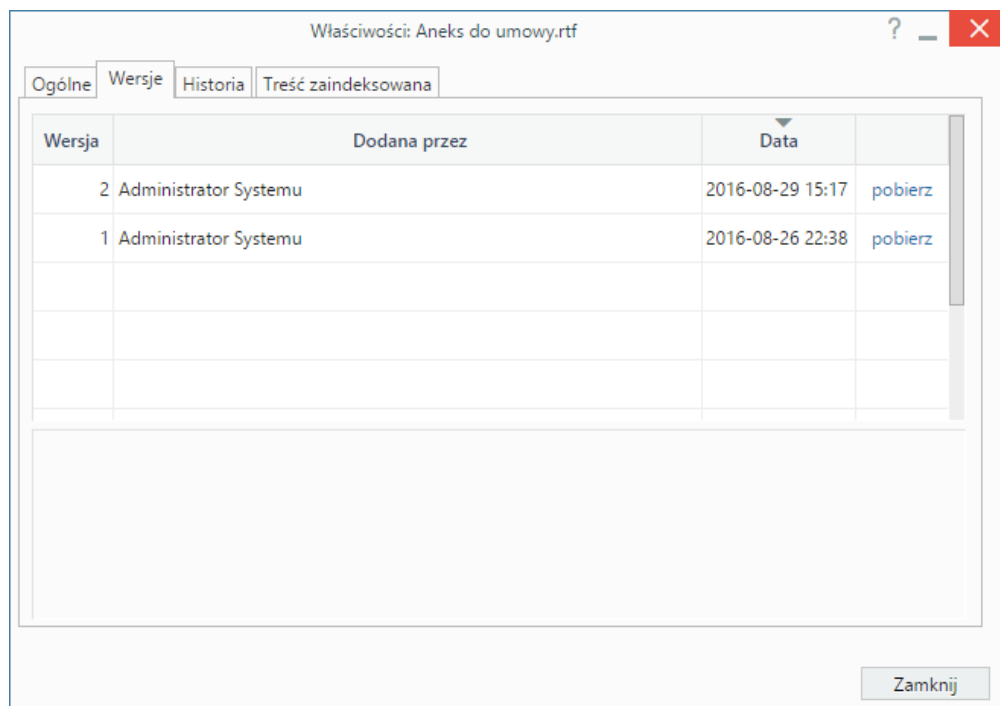 Właściwości: Aneks do umowy.rtf ?
Ogólne Wersje Historia Treść zaindeksowana
Wersja Dodana przez Data
2 Administrator Systemu 2016-08-29 15:17 pobierz
1 Administrator Systemu 2016-08-26 22:38 pobierz
Zamknij